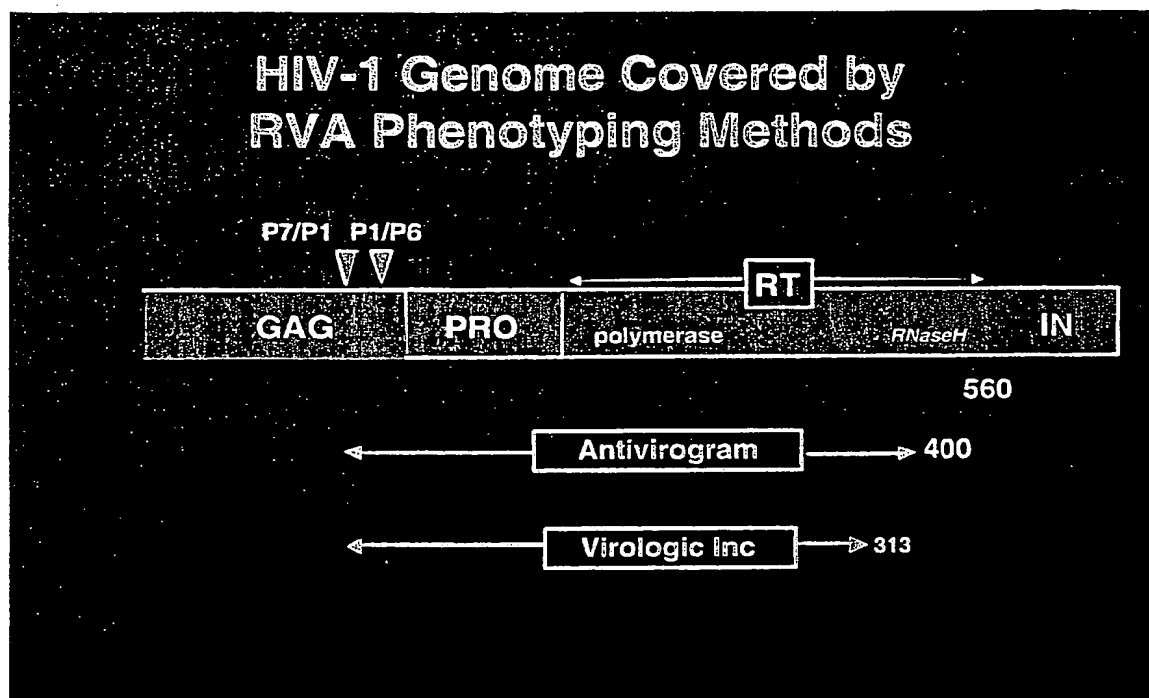 HIV-1 Genome Covered by
RVA Phenotyping Methods
P7/P1 P1/P6
RT
GAG PRO polymerase RNaseH IN
560
Antivirogram 400
Virologic Inc 313